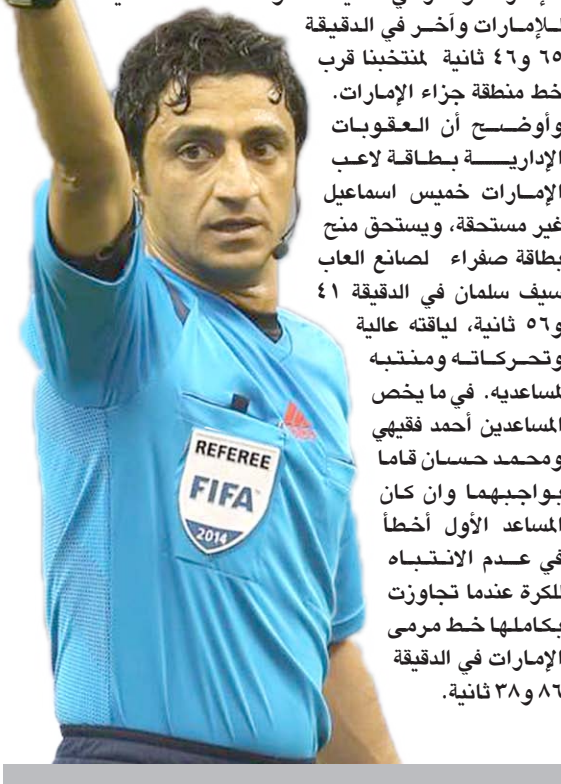 للإمارات وآخر في الدقيقة
٦٥ و٤٦ ثانية لمنتخبنا قرب
خط منطقة جزاء الإمارات.
وأوضح أن العقوبات
الإدارية بطاقة لاعب
الإمارات خميس اسماعيل
غير مستحقة، ويستحق منح
بطاقة صفراء لصانع العاب
سيف سلمان في الدقيقة ٤١
و٥٦ ثانية، لياقته عالية
وتحركاته ومنتبه
لمساعديه. في ما يخص
المساعدين أحمد فقيهي
ومحمد حسان قاما
بواجبهما وان كان
المساعد الأول أخطأ
في عدم الانتباه
للكرة عندما تجاوزت
بكاملها خط مرمى
الإمارات في الدقيقة
٨٦ و٣٨ ثانية.
REFEREE
FIFA
2014